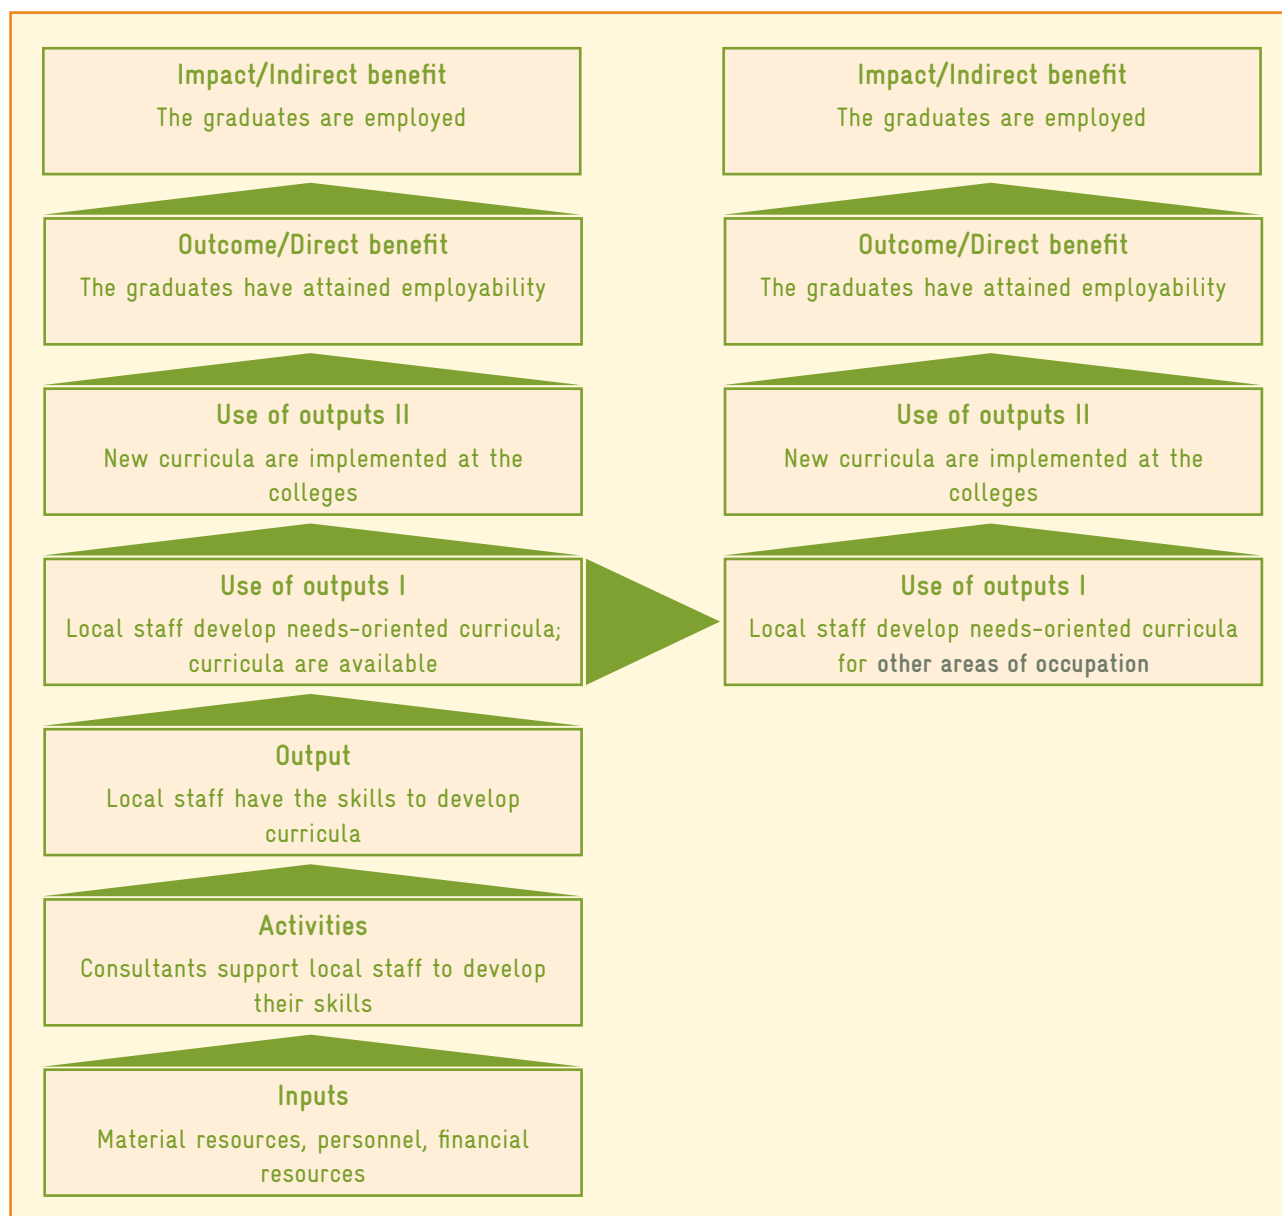 Impact/Indirect benefit
The graduates are employed
Outcome/Direct benefit
The graduates have attained employability
Use of outputs II
New curricula are implemented at the
colleges
Use of outputs I
Local staff develop needs-oriented curricula;
curricula are available
Output
Local staff have the skills to develop
curricula
Activities
Consultants support local staff to develop
their skills
Inputs
Material resources, personnel, financial
resources
Impact/Indirect benefit
The graduates are employed
Outcome/Direct benefit
The graduates have attained employability
Use of outputs II
New curricula are implemented at the
colleges
Use of outputs I
Local staff develop needs-oriented curricula
for other areas of occupation